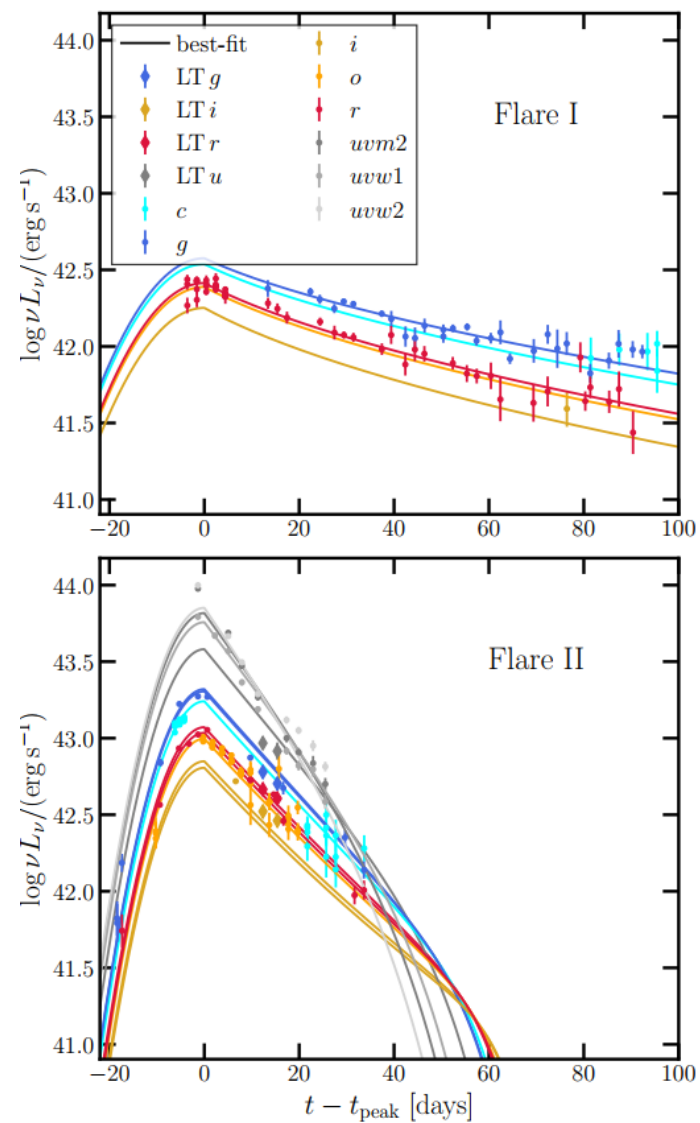 44.0
43.5
43.0
42.5
42.0
41.5
41.0
log νL_ν/(erg s⁻¹)
best-fit
LT g
LT i
LT r
LT u
c
g
i
o
r
uvm2
uvw1
uvw2
Flare I
−20 0 20 40 60 80 100
44.0
43.5
43.0
42.5
42.0
41.5
41.0
log νL_ν/(erg s⁻¹)
Flare II
−20 0 20 40 60 80 100
t − t_peak [days]